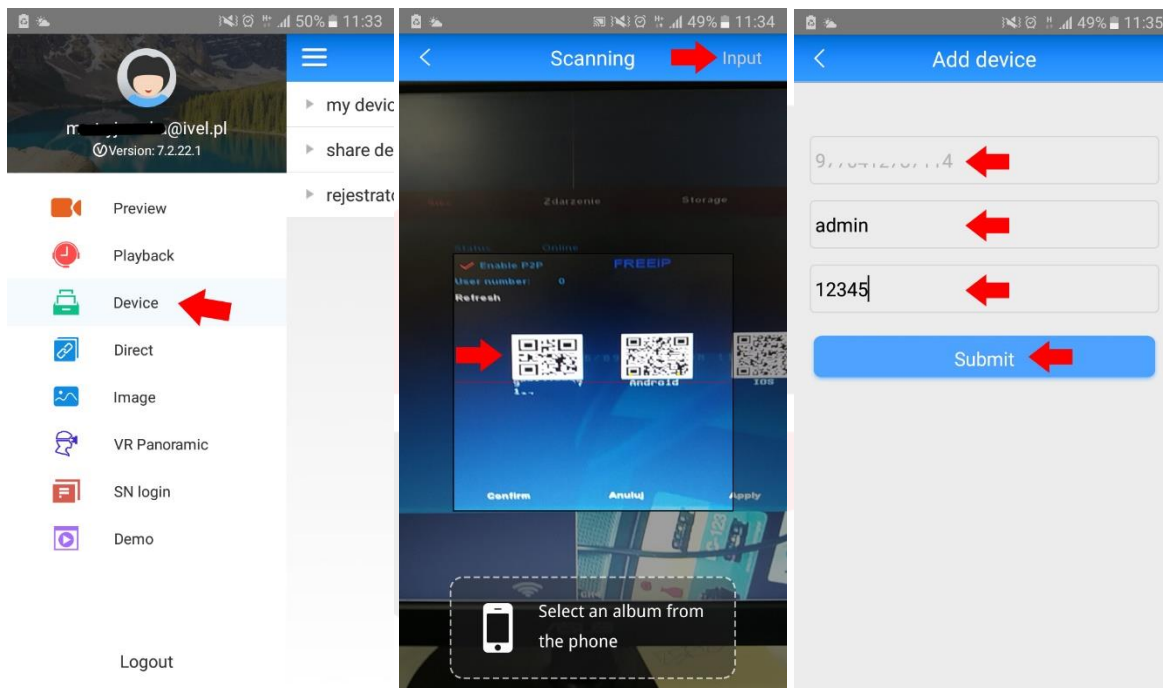 50% 11:33
@ivel.pl
Version: 7.2.22.1
Preview
Playback
Device
Direct
Image
VR Panoramic
SN login
Demo
Logout
my devic
share de
rejestrato
49% 11:34
Scanning
Input
Zdarzenie
Storage
Status
Online
Enable P2P
FREEIP
User number: 0
Refresh
Android
IOS
Confirm
Anuluj
Apply
Select an album from
the phone
49% 11:35
Add device
admin
12345
Submit